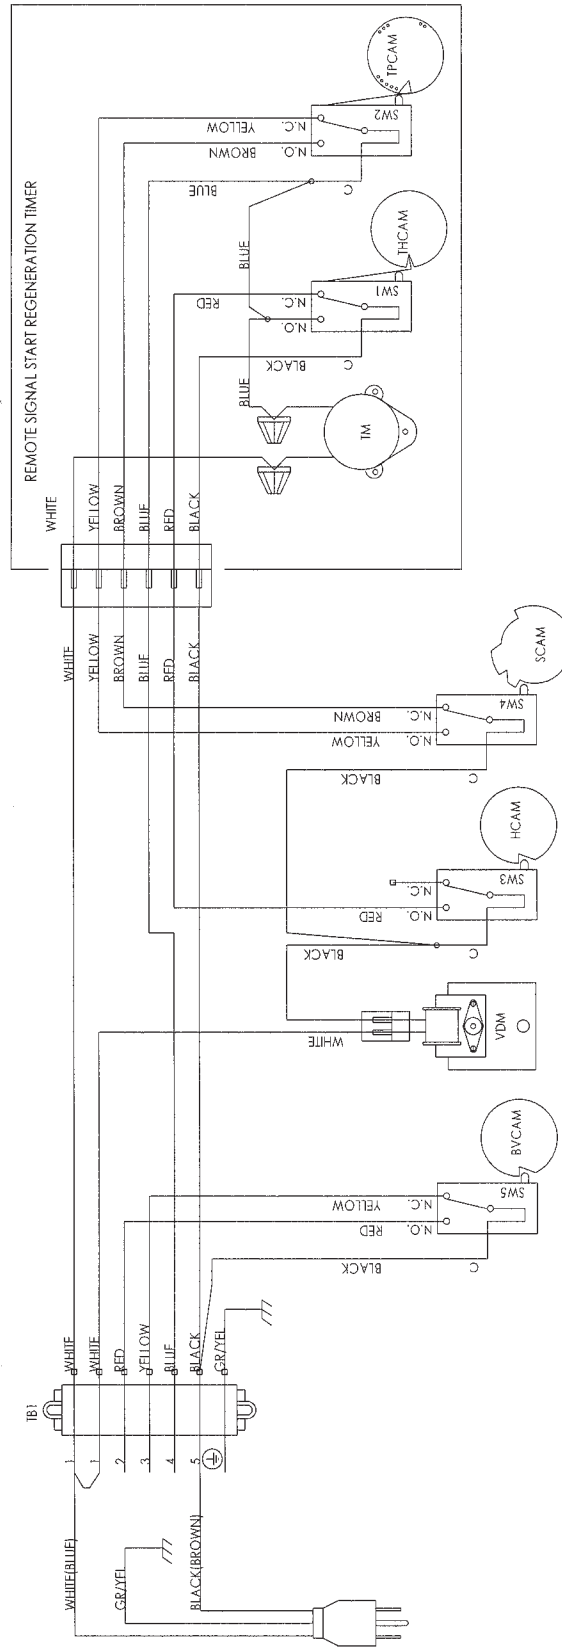 REMOTE SIGNAL START REGENERATION TIMER
TPCAM
SW2
N.C.
YELLOW
N.O.
BROWN
C
BLUE
BLUE
THCAM
SW1
N.C.
RED
N.O.
C
BLACK
BLUE
TM
WHITE
YELLOW
BROWN
BLUE
RED
BLACK
WHITE
YELLOW
BROWN
BLUE
RED
BLACK
SCAM
SW4
N.C.
BROWN
N.O.
YELLOW
C
BLACK
HCAM
SW3
N.C.
N.O.
RED
C
BLACK
VDM
WHITE
BVCAM
SW5
N.C.
YELLOW
N.O.
RED
C
BLACK
TB1
WHITE
WHITE
RED
YELLOW
BLUE
BLACK
GR/YEL
1
1
2
3
4
5
WHITE(BLUE)
GR/YEL
BLACK(BROWN)